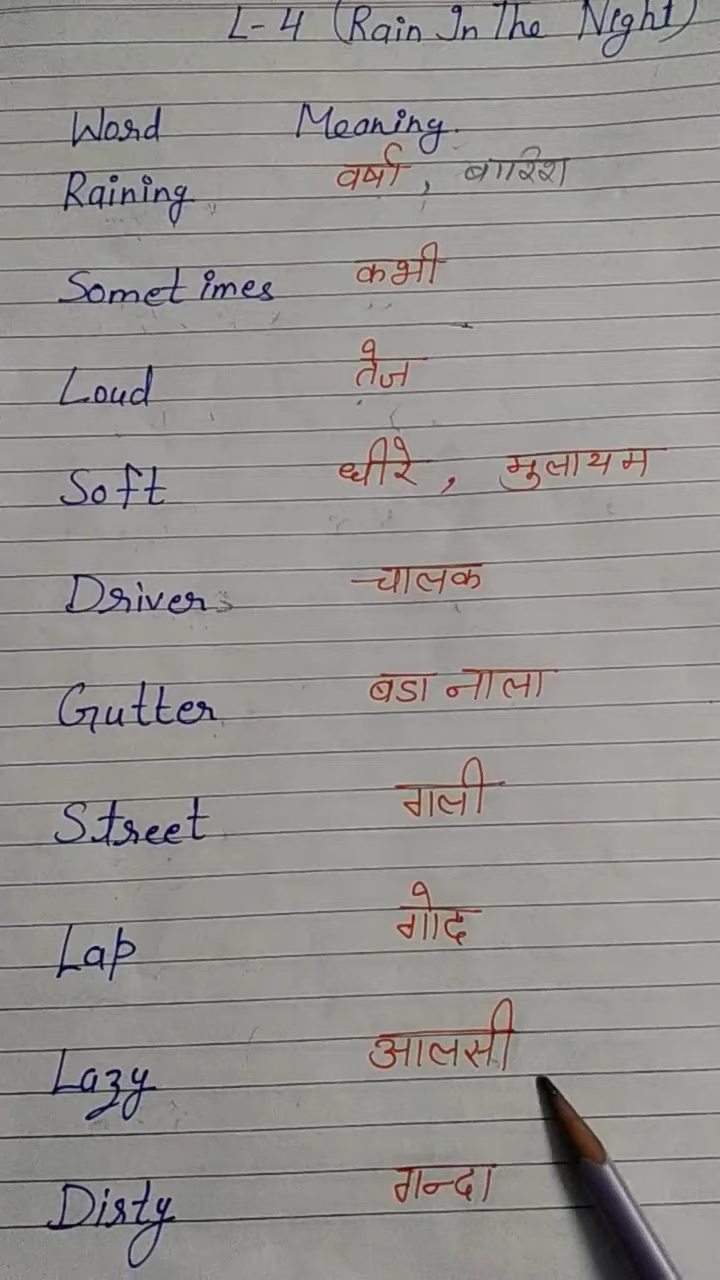 L-4 (Rain In The Night)
Word Meaning.
Raining वर्षा, बारिश
Sometimes कभी
Loud तेज
Soft धीरे, मुलायम
Driver चालक
Gutter बडा नाला
Street गली
Lap गोद
Lazy आलसी
Dirty गन्दा